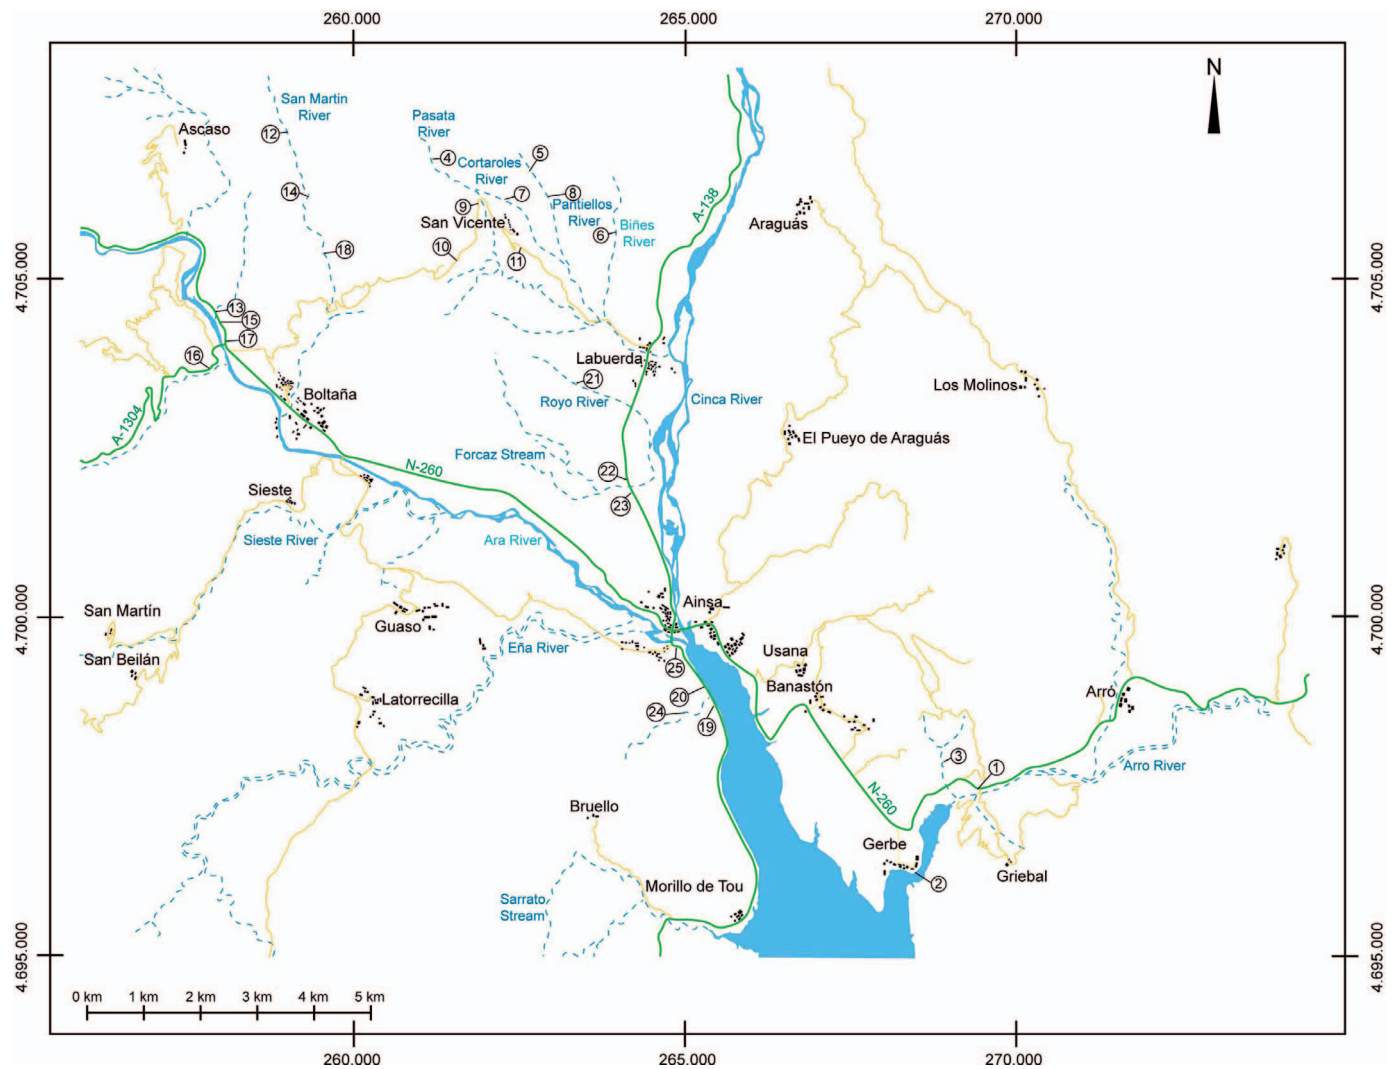 260.000
265.000
270.000
N
San Martin
River
Pasata
River
Ascaso
12
4
5
Cortaroles
River
A-138
14
7
8
9
Pantiellos
River
San Vicente
Araguás
6
Biñes
River
18
10
11
4.705.000
4.705.000
13
15
17
16
Labuerda
21
Los Molinos
Boltaña
Royo River
Cinca River
A-1304
El Pueyo de Araguás
Forcaz Stream
N-260
22
Sieste
23
Sieste River
Ara River
San Martín
Ainsa
4.700.000
4.700.000
Guaso
Eña River
Usana
San Beilán
25
Banastón
20
Arró
Latorrecilla
24
19
3
1
Arro River
N-260
Bruello
Gerbe
Griebal
Morillo de Tou
2
Sarrato
Stream
4.695.000
4.695.000
0 km 1 km 2 km 3 km 4 km 5 km
260.000
265.000
270.000